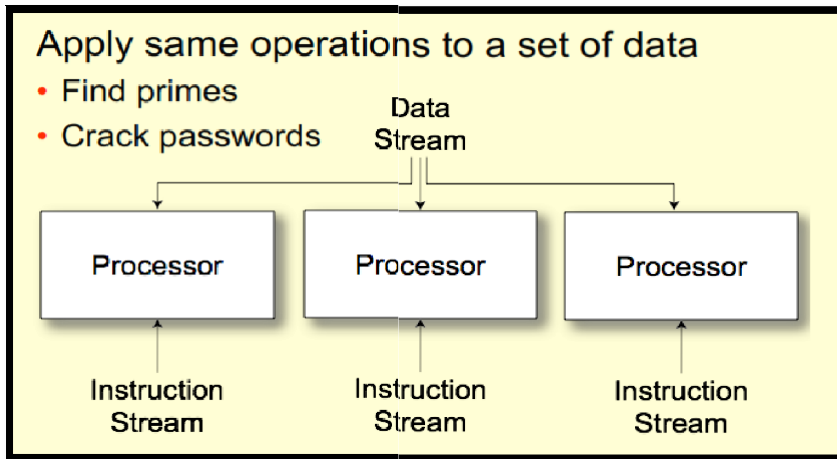 Apply same operations to a set of data
• Find primes
• Crack passwords
Data
Stream
Processor
Processor
Processor
Instruction
Stream
Instruction
Stream
Instruction
Stream